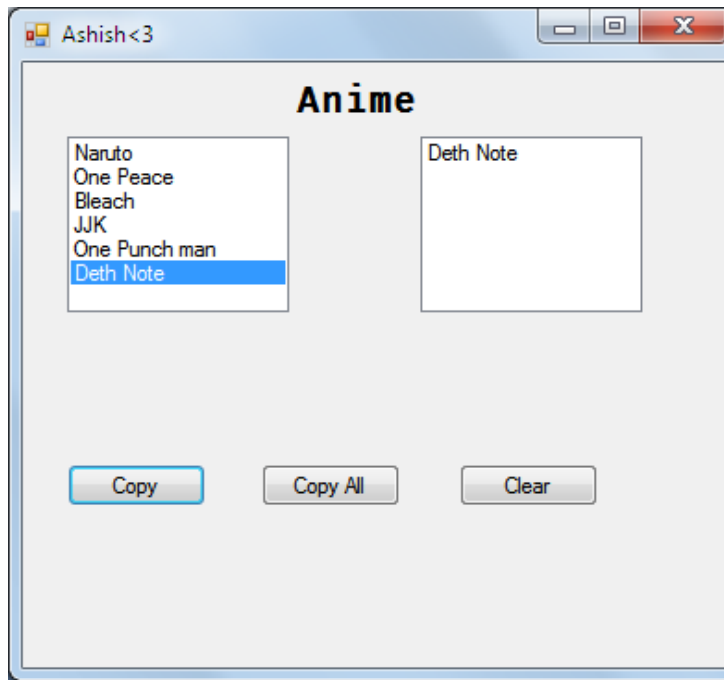 Ashish<3
Anime
Naruto
One Peace
Bleach
JJK
One Punch man
Deth Note
Deth Note
Copy
Copy All
Clear